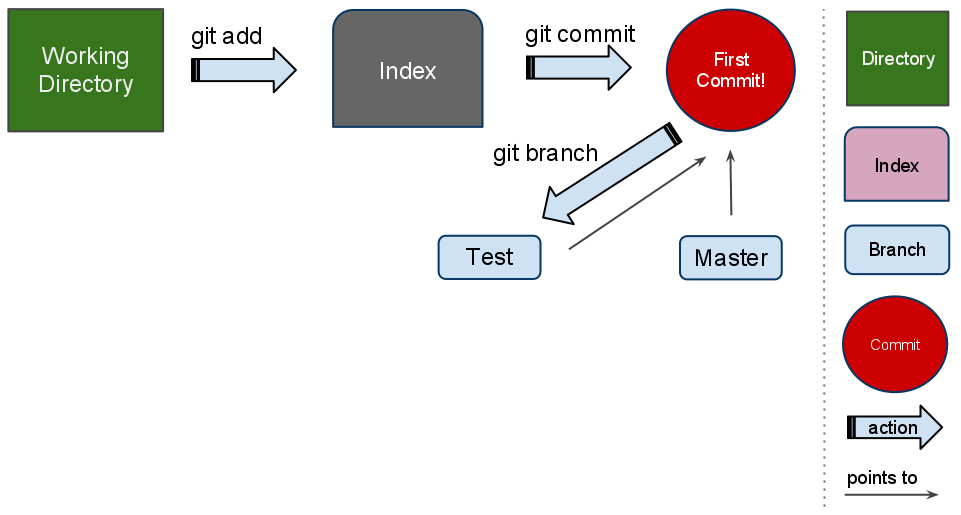 git add
git commit
Working
Directory
Index
First
Commit!
git branch
Test
Master
Directory
Index
Branch
Commit
action
points to